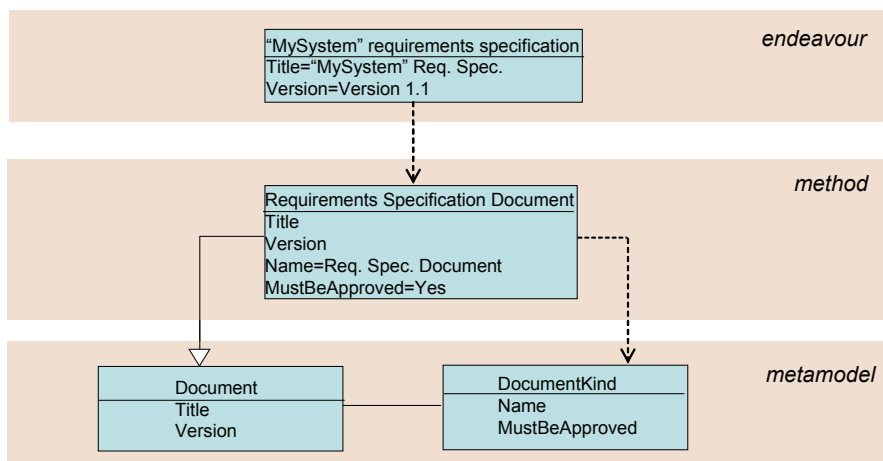 endeavour
“MySystem” requirements specification
Title=“MySystem” Req. Spec.
Version=Version 1.1
method
Requirements Specification Document
Title
Version
Name=Req. Spec. Document
MustBeApproved=Yes
metamodel
Document
Title
Version
DocumentKind
Name
MustBeApproved